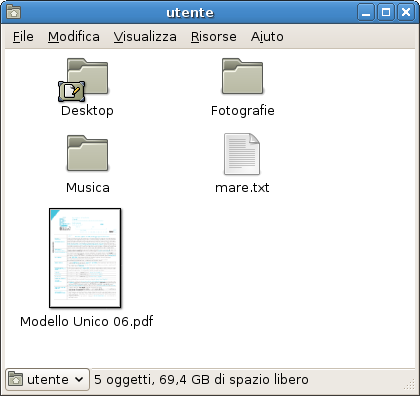 utente
File Modifica Visualizza Risorse Aiuto
Desktop Fotografie
Musica mare.txt
Modello Unico 06.pdf
utente 5 oggetti, 69,4 GB di spazio libero